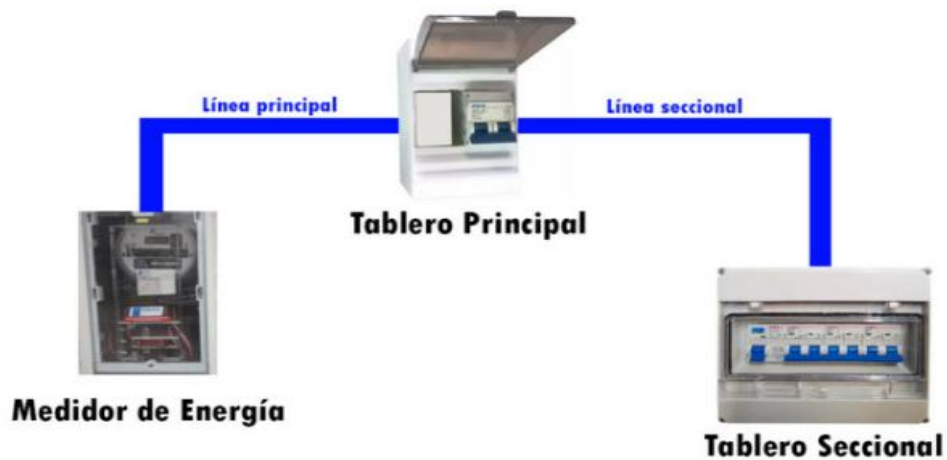 Línea principal
Línea seccional
Tablero Principal
Medidor de Energía
Tablero Seccional